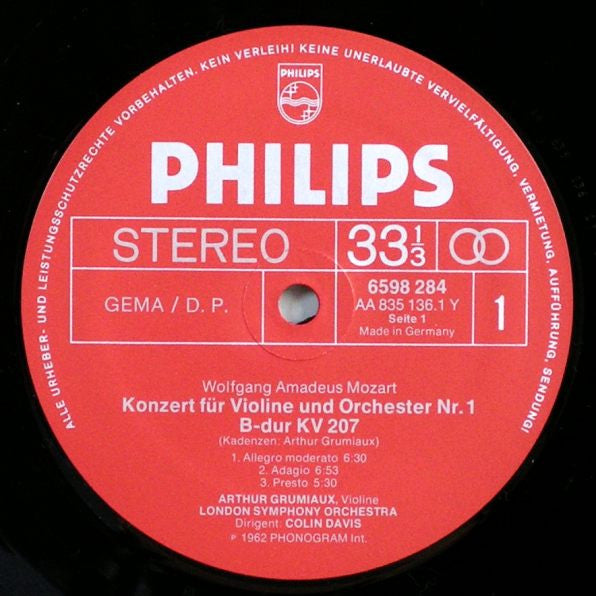 ALLE URHEBER- UND LEISTUNGSSCHUTZRECHTE VORBEHALTEN. KEIN VERLEIH! KEINE UNERLAUBTE VERVIELFÄLTIGUNG, VERMIETUNG, AUFFÜHRUNG, SENDUNG!
PHILIPS
PHILIPS
STEREO
33 1/3
GEMA / D. P.
6598 284
AA 835 136.1 Y
Seite 1
Made in Germany
1
Wolfgang Amadeus Mozart
Konzert für Violine und Orchester Nr. 1
B-dur KV 207
(Kadenzen: Arthur Grumiaux)
1. Allegro moderato 6:30
2. Adagio 6:53
3. Presto 5:30
ARTHUR GRUMIAUX, Violine
LONDON SYMPHONY ORCHESTRA
Dirigent: COLIN DAVIS
℗ 1962 PHONOGRAM Int.